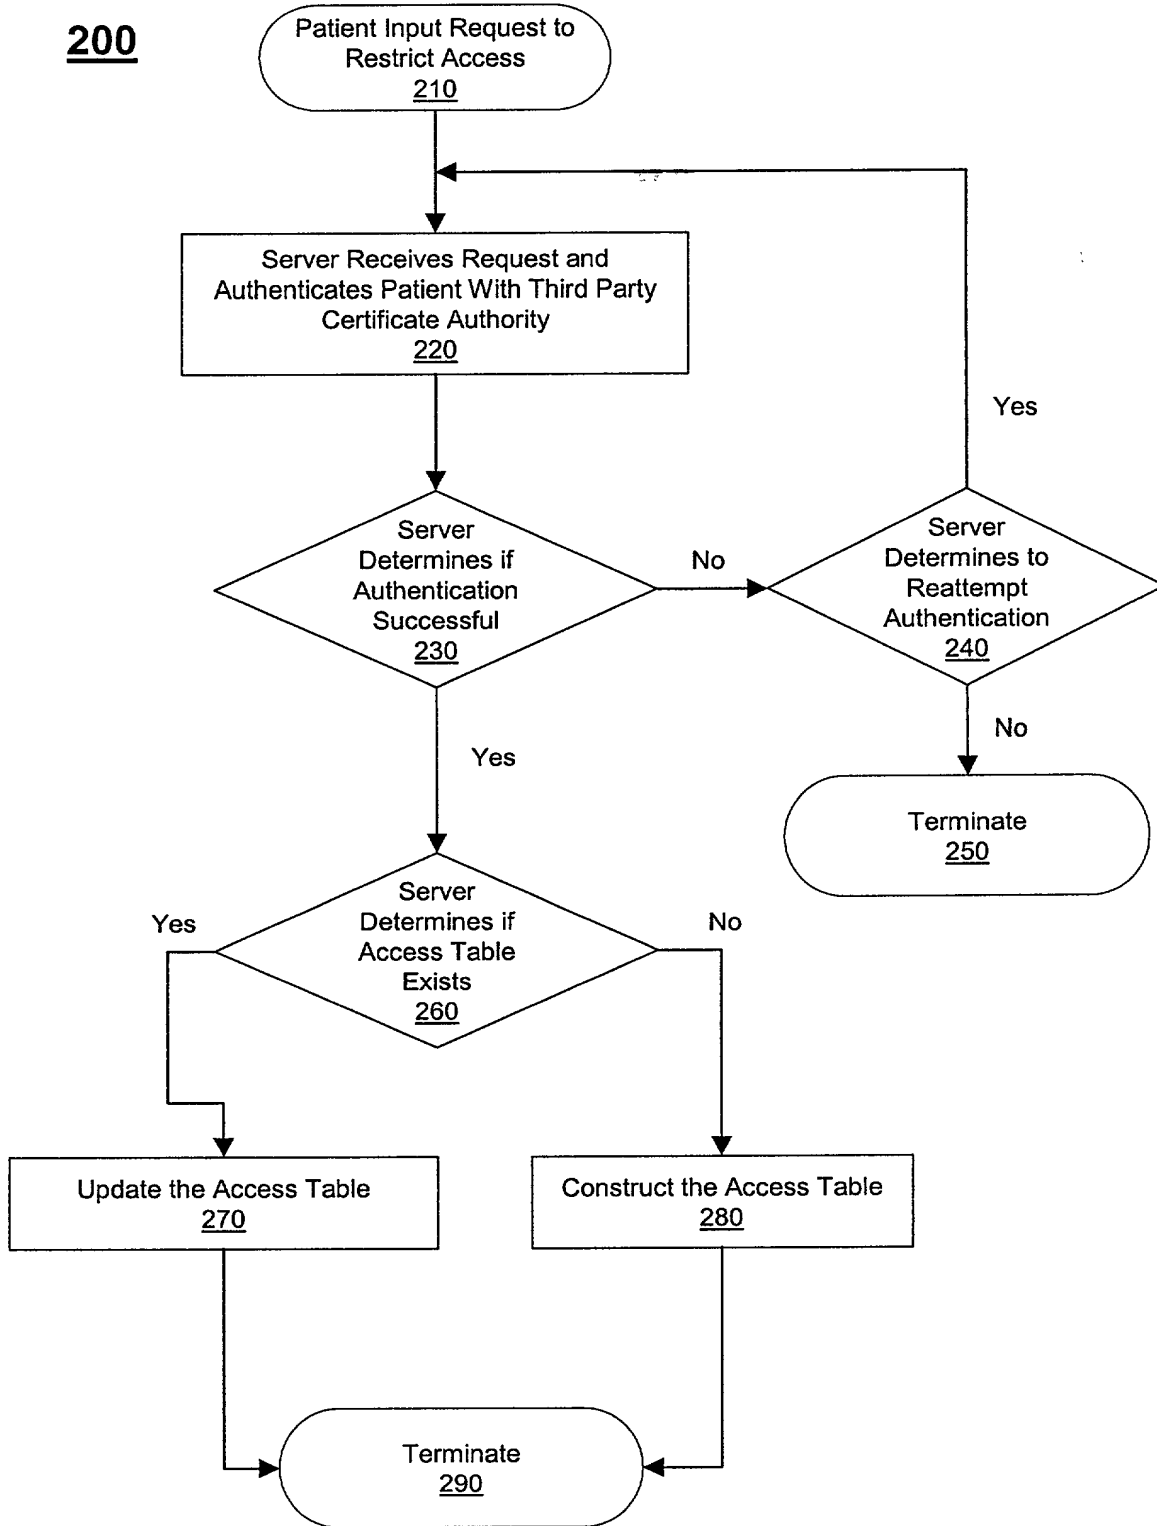 200
Patient Input Request to
Restrict Access
210
Server Receives Request and
Authenticates Patient With Third Party
Certificate Authority
220
Yes
Server
Determines if
Authentication
Successful
230
No
Server
Determines to
Reattempt
Authentication
240
No
Yes
Terminate
250
Server
Determines if
Access Table
Exists
260
Yes
No
Update the Access Table
270
Construct the Access Table
280
Terminate
290